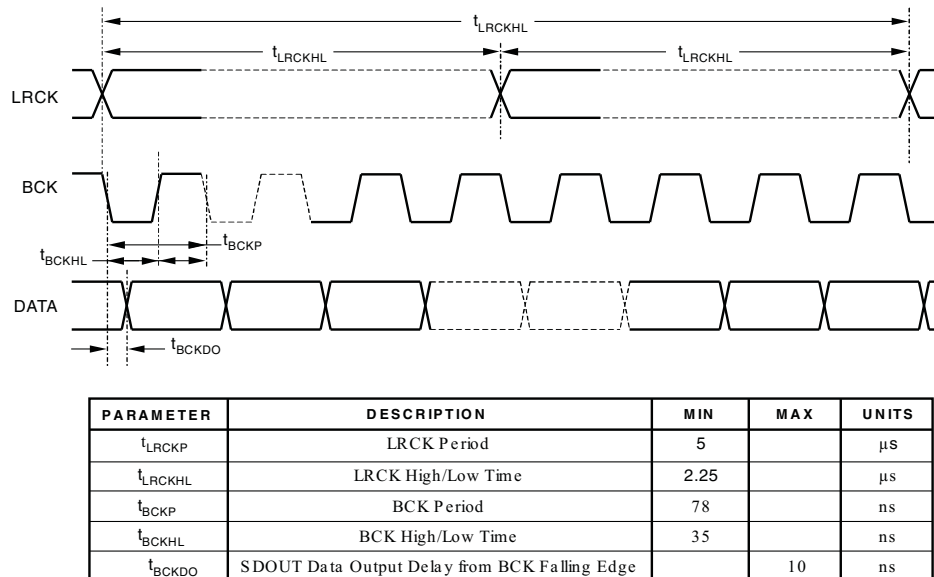 tLRCKHL
tLRCKHL tLRCKHL
LRCK
BCK
tBCKP
tBCKHL
DATA
tBCKDO
PARAMETER DESCRIPTION MIN MAX UNITS
tLRCKP LRCK Period 5 μs
tLRCKHL LRCK High/Low Time 2.25 μs
tBCKP BCK Period 78 ns
tBCKHL BCK High/Low Time 35 ns
tBCKDO SDOUT Data Output Delay from BCK Falling Edge 10 ns